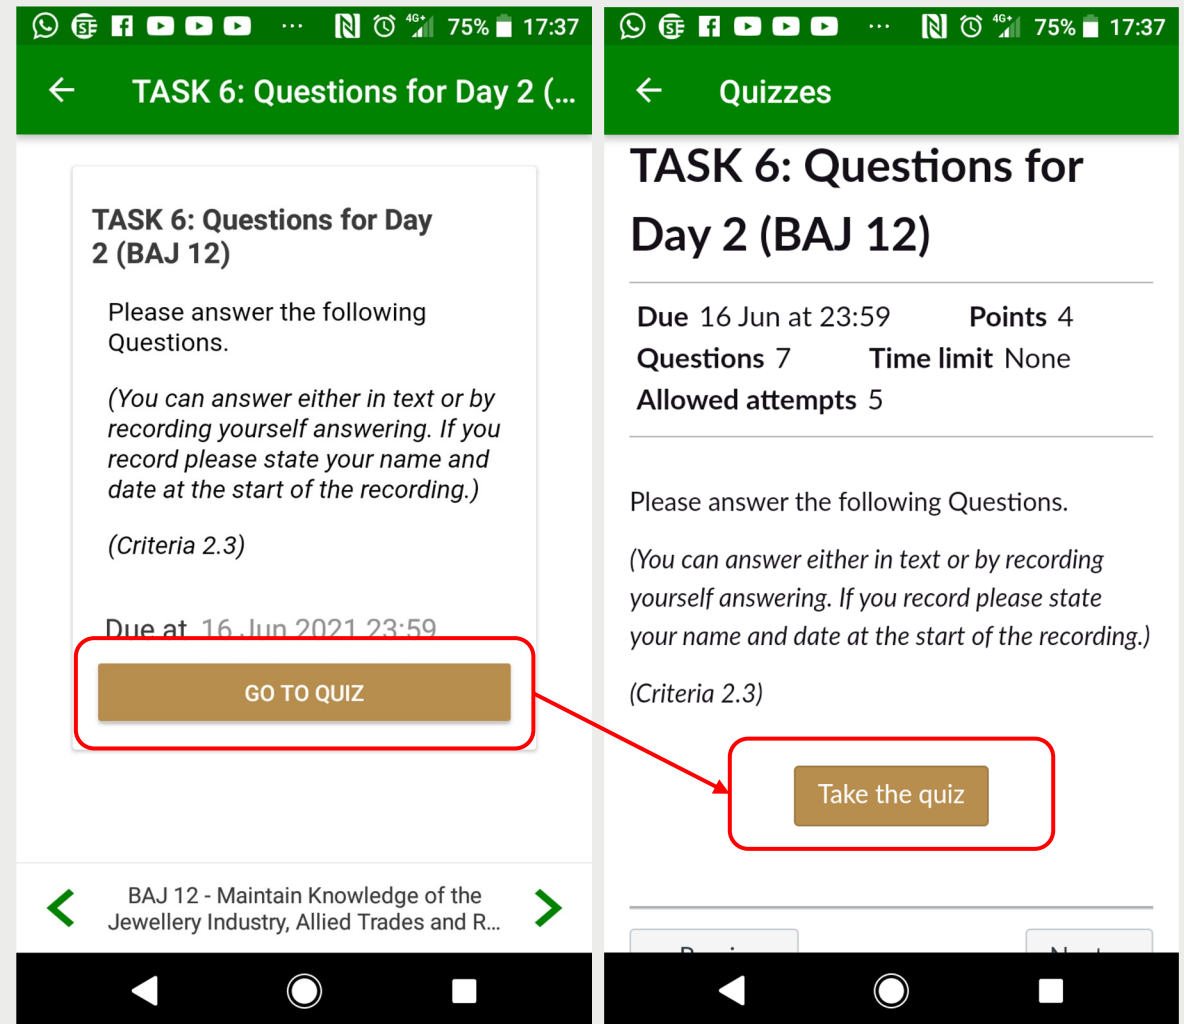 4G+ 75% 17:37
TASK 6: Questions for Day 2 (...
TASK 6: Questions for Day
2 (BAJ 12)
Please answer the following
Questions.
(You can answer either in text or by
recording yourself answering. If you
record please state your name and
date at the start of the recording.)
(Criteria 2.3)
Due at 16 Jun 2021 23:59
GO TO QUIZ
BAJ 12 - Maintain Knowledge of the
Jewellery Industry, Allied Trades and R...
4G+ 75% 17:37
Quizzes
TASK 6: Questions for
Day 2 (BAJ 12)
Due 16 Jun at 23:59 Points 4
Questions 7 Time limit None
Allowed attempts 5
Please answer the following Questions.
(You can answer either in text or by recording
yourself answering. If you record please state
your name and date at the start of the recording.)
(Criteria 2.3)
Take the quiz